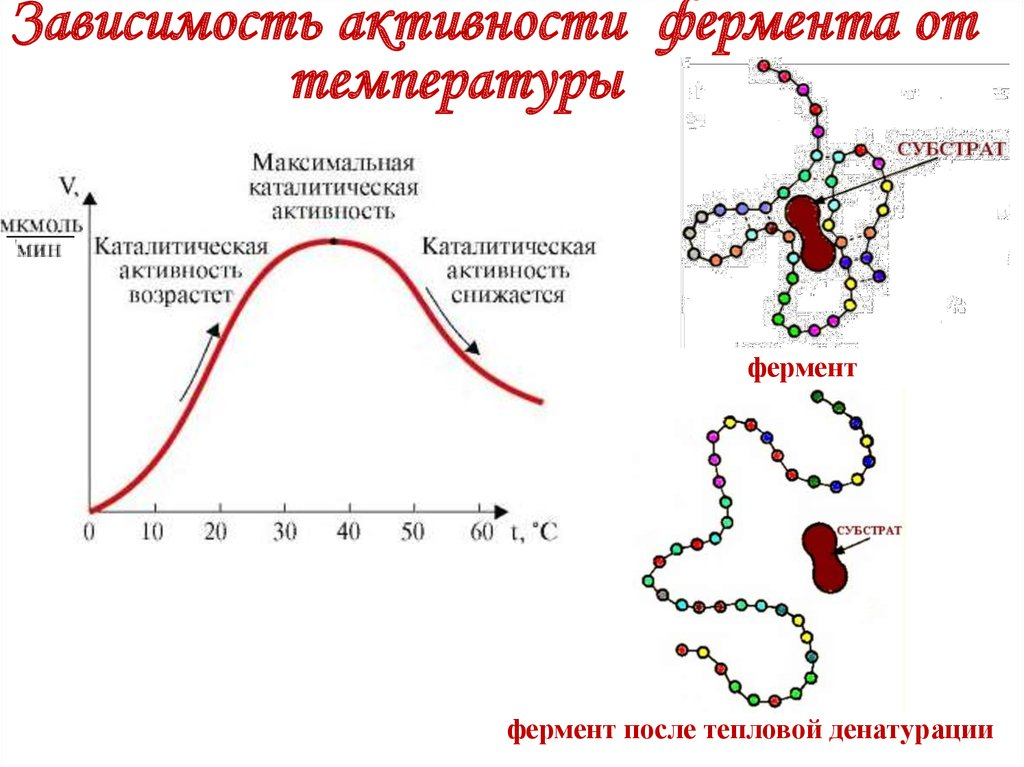 Зависимость активности фермента от
температуры
Максимальная
каталитическая
активность
V,
мкмоль
мин
Каталитическая
активность
возрастет
Каталитическая
активность
снижается
0 10 20 30 40 50 60 t, °C
СУБСТРАТ
фермент
СУБСТРАТ
фермент после тепловой денатурации